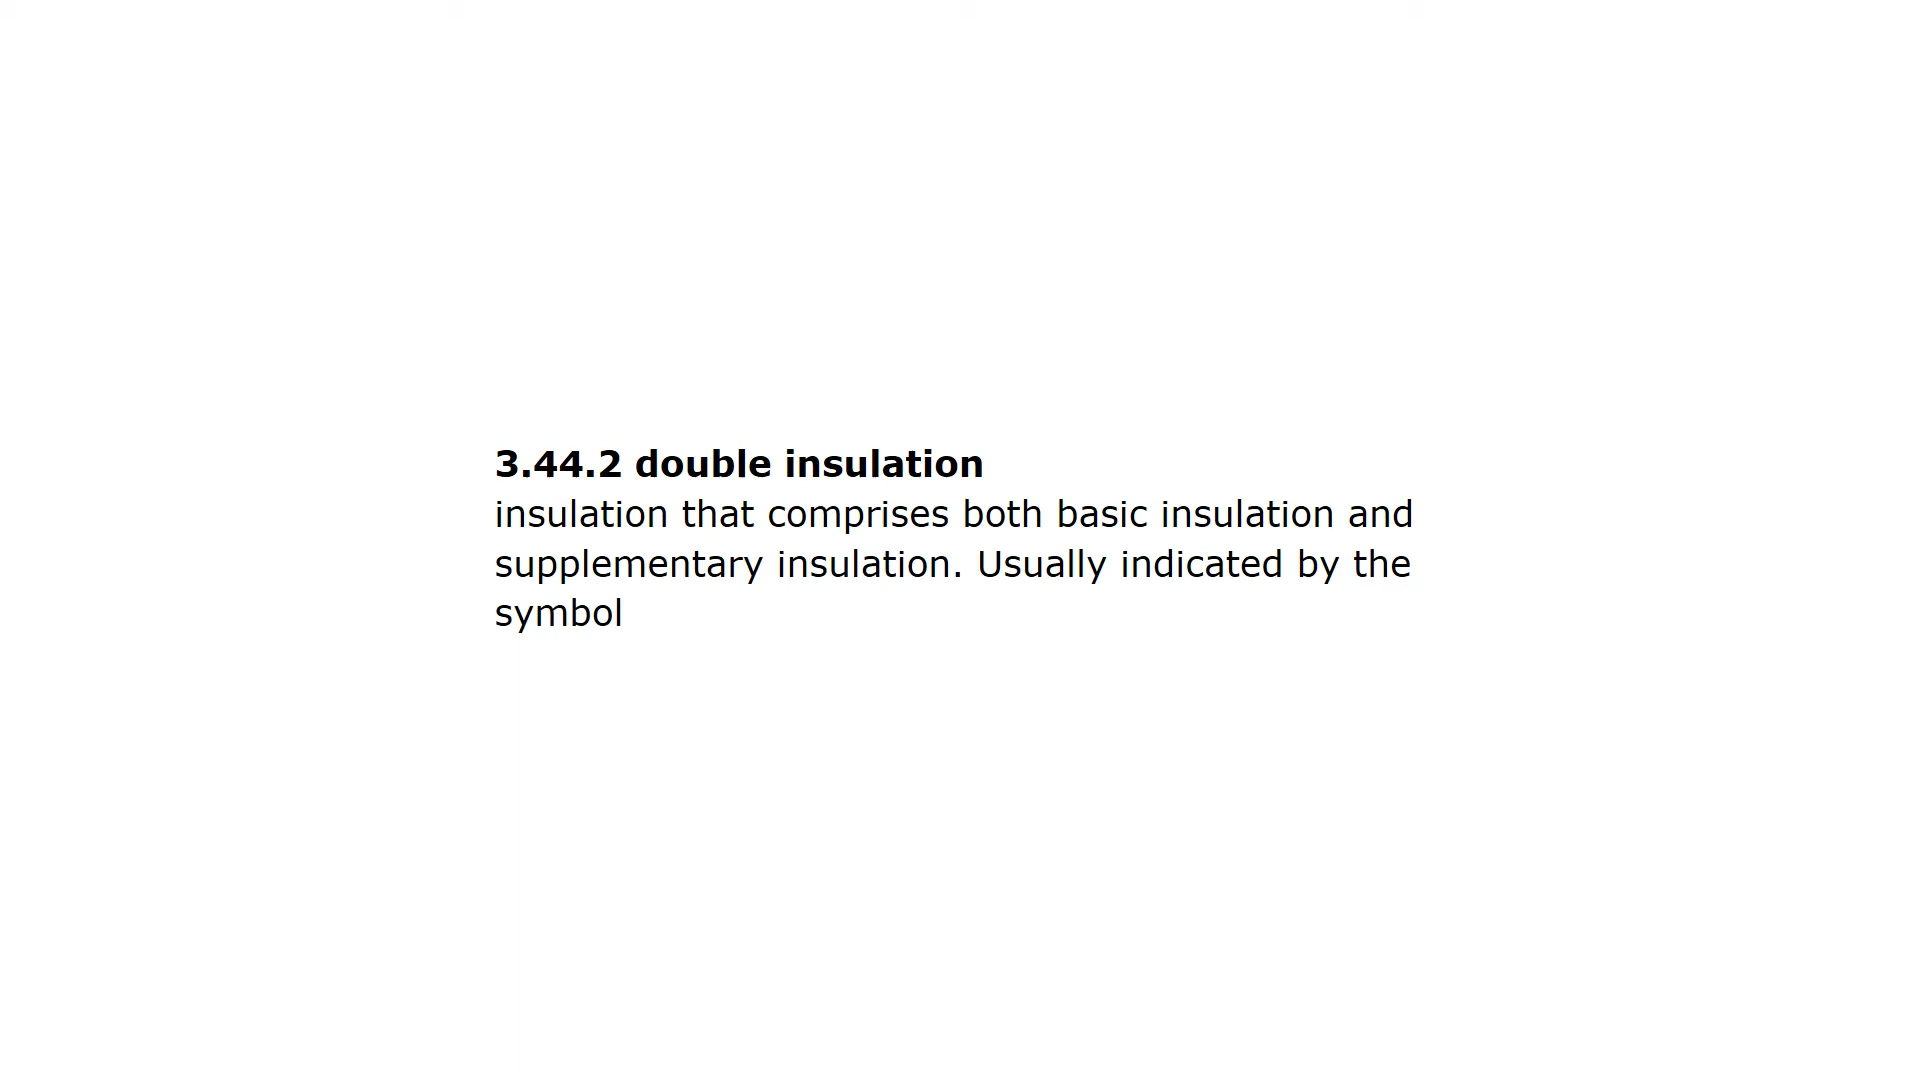 3.44.2 double insulation
insulation that comprises both basic insulation and
supplementary insulation. Usually indicated by the
symbol